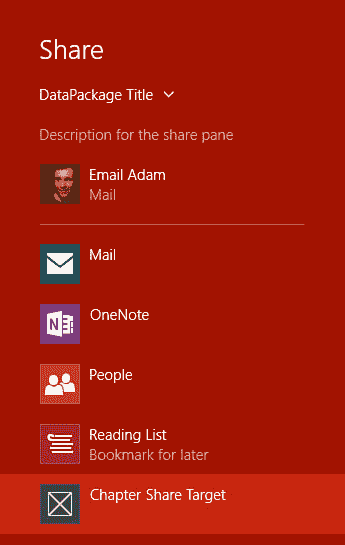 Share
DataPackage Title
Description for the share pane
Email Adam
Mail
Mail
OneNote
People
Reading List
Bookmark for later
Chapter Share Target